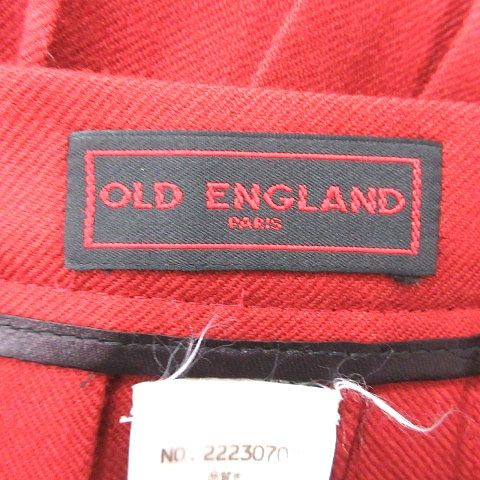 OLD ENGLAND
PARIS
NO. 2223070